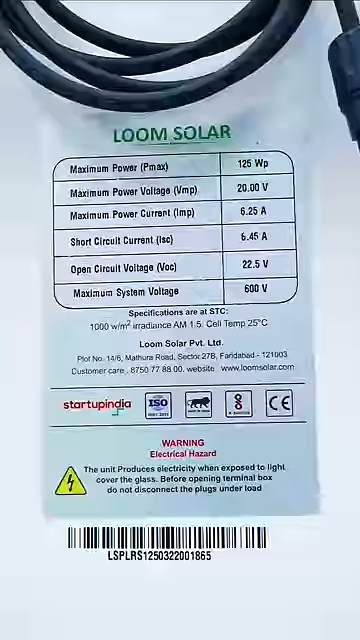 LOOM SOLAR
Maximum Power (Pmax) 125 Wp
Maximum Power Voltage (Vmp) 20.00 V
Maximum Power Current (Imp) 6.25 A
Short Circuit Current (Isc) 6.45 A
Open Circuit Voltage (Voc) 22.5 V
Maximum System Voltage 600 V
Specifications are at STC:
1000 w/m² irradiance AM 1.5. Cell Temp 25°C
Loom Solar Pvt. Ltd.
Plot No. 14/6, Mathura Road, Sector 27B, Faridabad - 121003
Customer care . 8750 77 88 00. website www.loomsolar.com
startupindia ISO CE
WARNING
Electrical Hazard
The unit Produces electricity when exposed to light
cover the glass. Before opening terminal box
do not disconnect the plugs under load
LSPLRS1250322001865